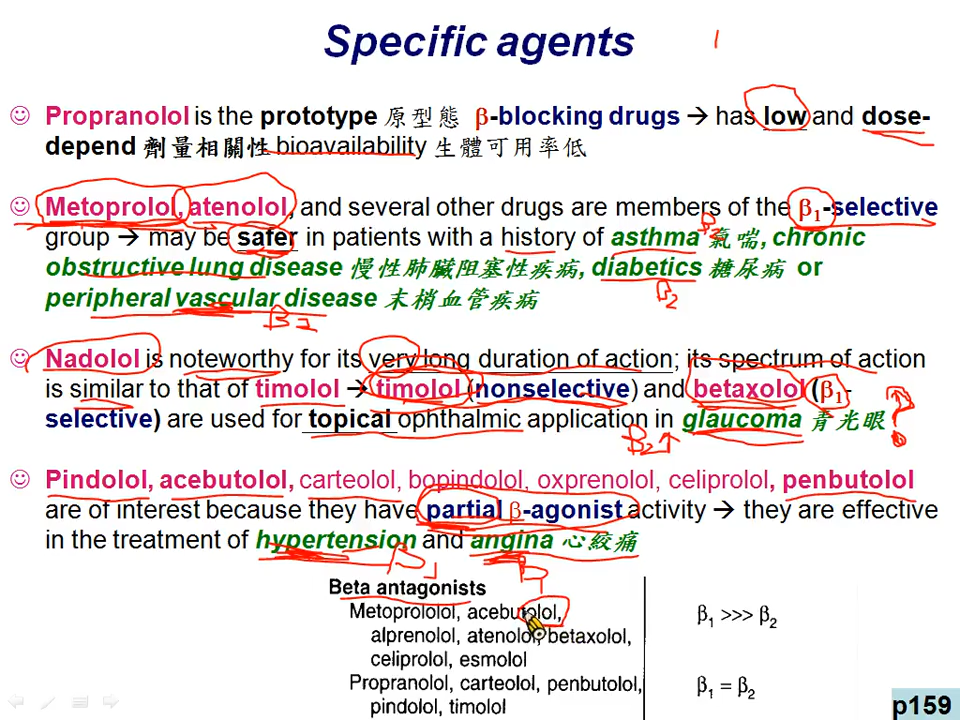 Specific agents
Propranolol is the prototype 原型態 β-blocking drugs → has low and dose-
depend 劑量相關性 bioavailability 生體可用率低
Metoprolol, atenolol, and several other drugs are members of the β1-selective
group → may be safer in patients with a history of asthma 氣喘, chronic
obstructive lung disease 慢性肺臟阻塞性疾病, diabetics 糖尿病 or
peripheral vascular disease 末梢血管疾病
Nadolol is noteworthy for its very long duration of action; its spectrum of action
is similar to that of timolol → timolol (nonselective) and betaxolol (β1-
selective) are used for topical ophthalmic application in glaucoma 青光眼
Pindolol, acebutolol, carteolol, bopindolol, oxprenolol, celiprolol, penbutolol
are of interest because they have partial β-agonist activity → they are effective
in the treatment of hypertension and angina 心絞痛
Beta antagonists
Metoprololol, acebutolol,
alprenolol, atenolol, betaxolol,
celiprolol, esmolol
β1 >>> β2
Propranolol, carteolol, penbutolol,
pindolol, timolol
β1 = β2
B2
B2
B2
B2↑
?
B1
p159